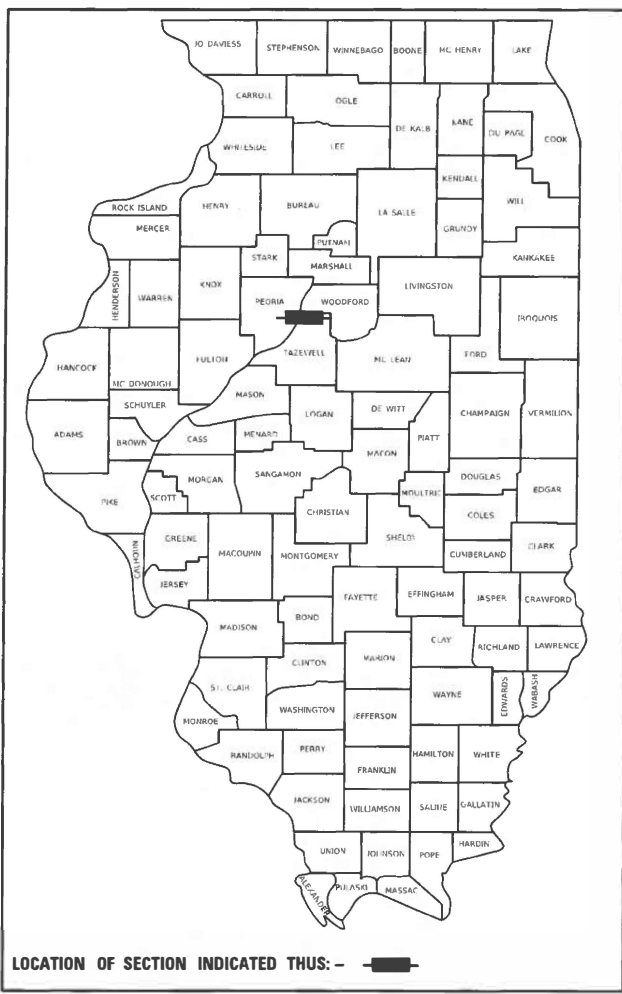 JO DAVIESS STEPHENSON WINNEBAGO BOONE MC HENRY LAKE
CARROLL OGLE DE KALB KANE DU PAGE COOK
WHITESIDE LEE
KENDALL
ROCK ISLAND HENRY BUREAU LA SALLE WILL
MERCER GRUNDY
PUTNAM
STARK MARSHALL KANKAKEE
HENDERSON WARREN KNOX PEORIA WOODFORD LIVINGSTON IROQUOIS
HANCOCK MC DONOUGH FULTON TAZEWELL MC LEAN FORD
SCHUYLER MASON LOGAN DE WITT CHAMPAIGN VERMILION
ADAMS BROWN CASS MENARD MACON PIATT
PIKE SCOTT MORGAN SANGAMON MOULTRIE DOUGLAS EDGAR
CHRISTIAN COLES
CALHOUN GREENE MACOUPIN MONTGOMERY SHELBY CUMBERLAND CLARK
JERSEY FAYETTE EFFINGHAM JASPER CRAWFORD
MADISON BOND
CLAY RICHLAND LAWRENCE
CLINTON MARION
ST. CLAIR WAYNE EDWARDS WABASH
MONROE WASHINGTON JEFFERSON
RANDOLPH PERRY HAMILTON WHITE
FRANKLIN
JACKSON WILLIAMSON SALINE GALLATIN
UNION JOHNSON POPE HARDIN
ALEXANDER PULASKI MASSAC
LOCATION OF SECTION INDICATED THUS: –